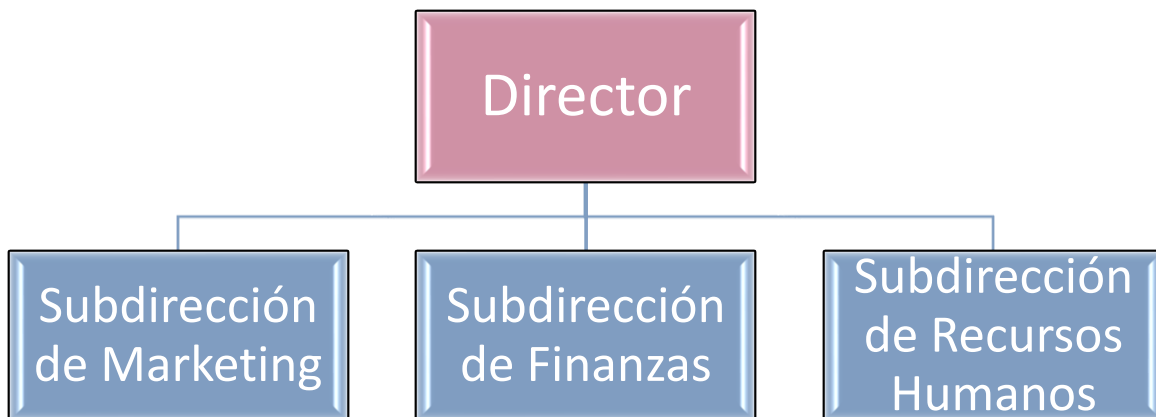 Director
Subdirección
de Marketing
Subdirección
de Finanzas
Subdirección
de Recursos
Humanos